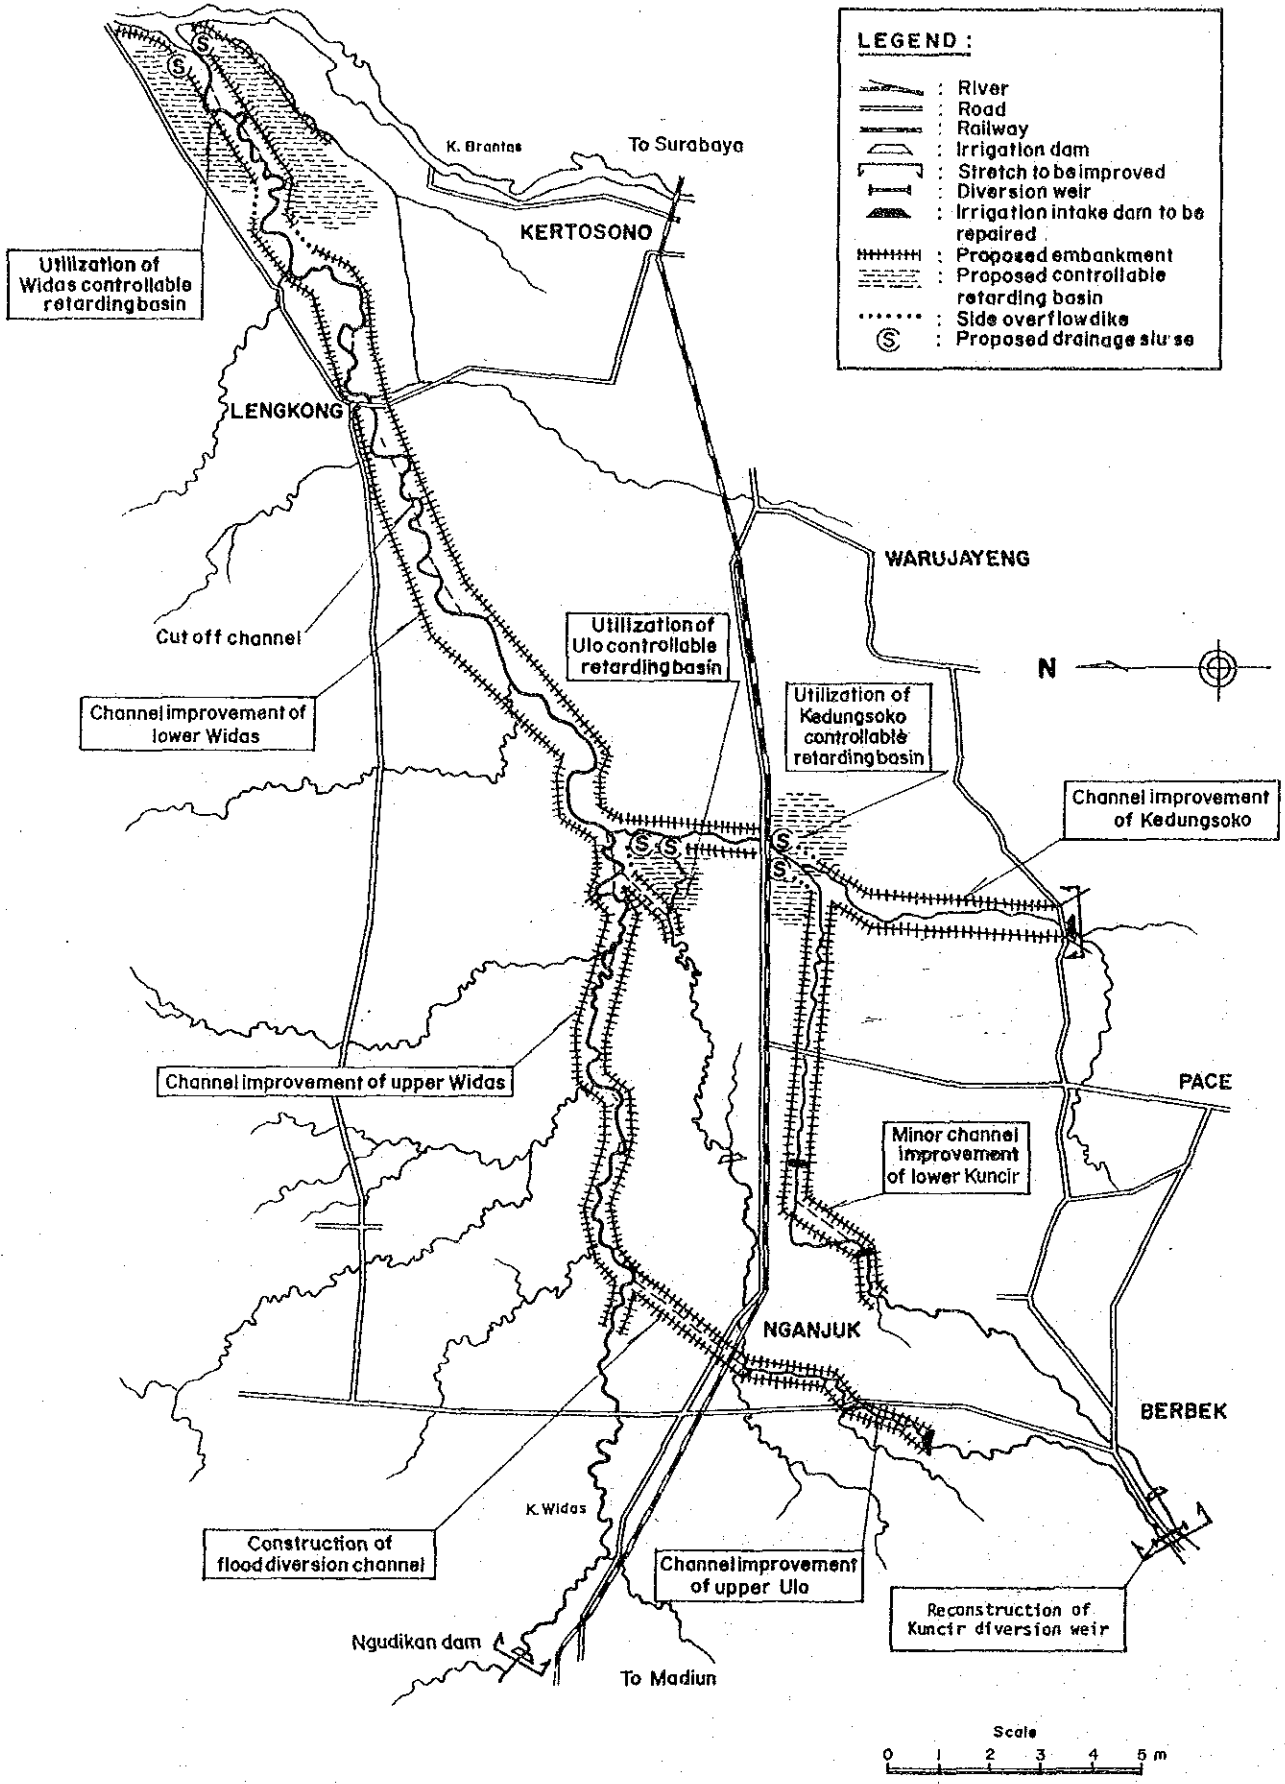 LEGEND :
: River
: Road
: Railway
: Irrigation dam
: Stretch to be improved
: Diversion weir
: Irrigation intake dam to be
repaired
: Proposed embankment
: Proposed controllable
retarding basin
: Side overflow dike
S : Proposed drainage slu se
S
S
K. Brantas
To Surabaya
KERTOSONO
Utilization of
Widas controllable
retarding basin
LENGKONG
WARUJAYENG
Cut off channel
Utilization of
Ulo controllable
retarding basin
N
Channel improvement of
lower Widas
Utilization of
Kedungsoko
controllable
retarding basin
Channel improvement
of Kedungsoko
S
S
S
S
Channel improvement of upper Widas
PACE
Minor channel
improvement
of lower Kuncir
NGANJUK
BERBEK
K. Widas
Construction of
flood diversion channel
Channel improvement
of upper Ulo
Reconstruction of
Kuncir diversion weir
Ngudikan dam
To Madiun
Scale
0 1 2 3 4 5 m